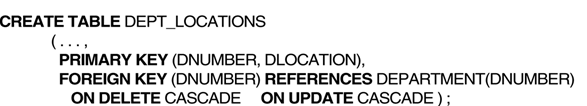 CREATE TABLE DEPT_LOCATIONS
( . . . ,
PRIMARY KEY (DNUMBER, DLOCATION),
FOREIGN KEY (DNUMBER) REFERENCES DEPARTMENT(DNUMBER)
ON DELETE CASCADE ON UPDATE CASCADE ) ;